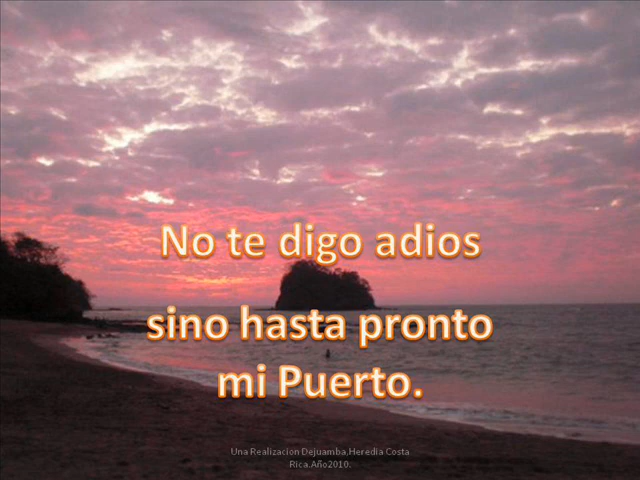 No te digo adios
sino hasta pronto
mi Puerto.
Una Realizacion Dejuamba,Heredia Costa
Rica.Año2010.